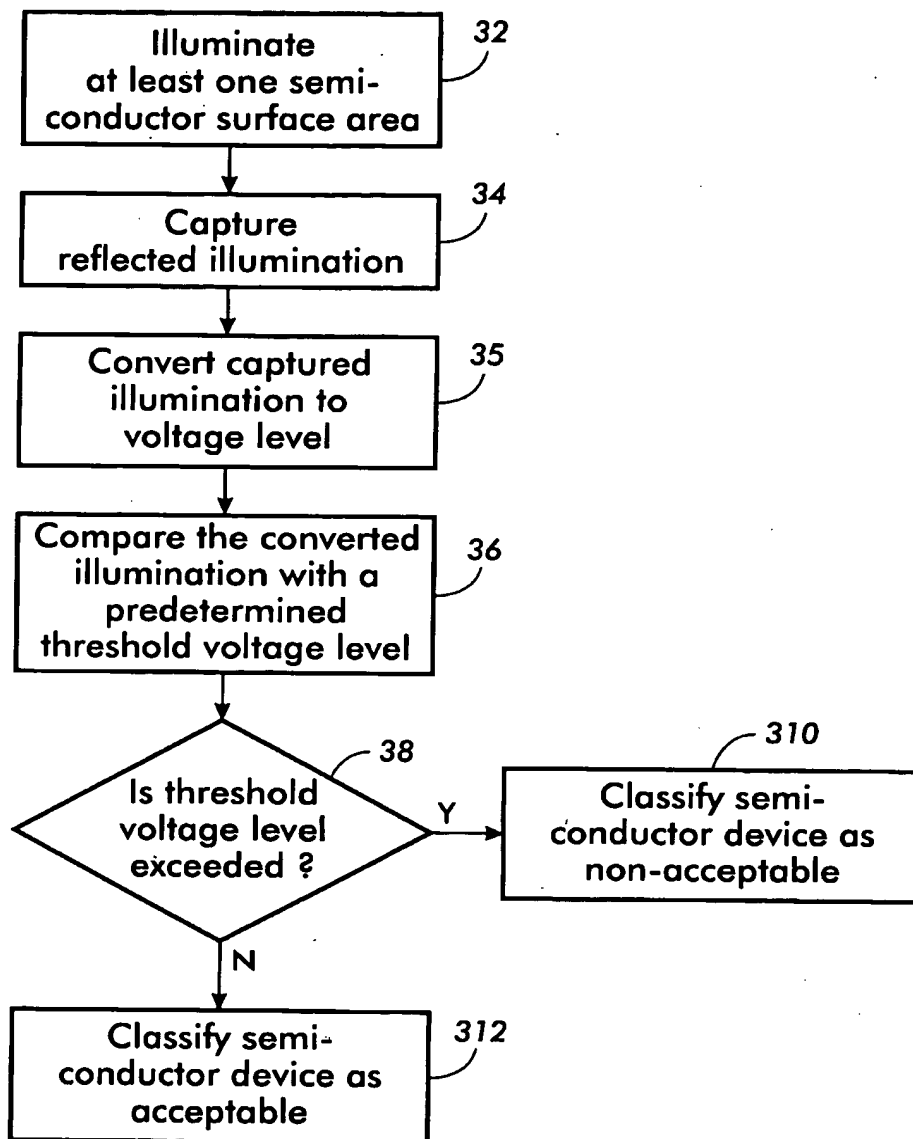 Illuminate
at least one semi-
conductor surface area
32
Capture
reflected illumination
34
Convert captured
illumination to
voltage level
35
Compare the converted
illumination with a
predetermined
threshold voltage level
36
Is threshold
voltage level
exceeded ?
38
Y
Classify semi-
conductor device as
non-acceptable
310
N
Classify semi-
conductor device as
acceptable
312